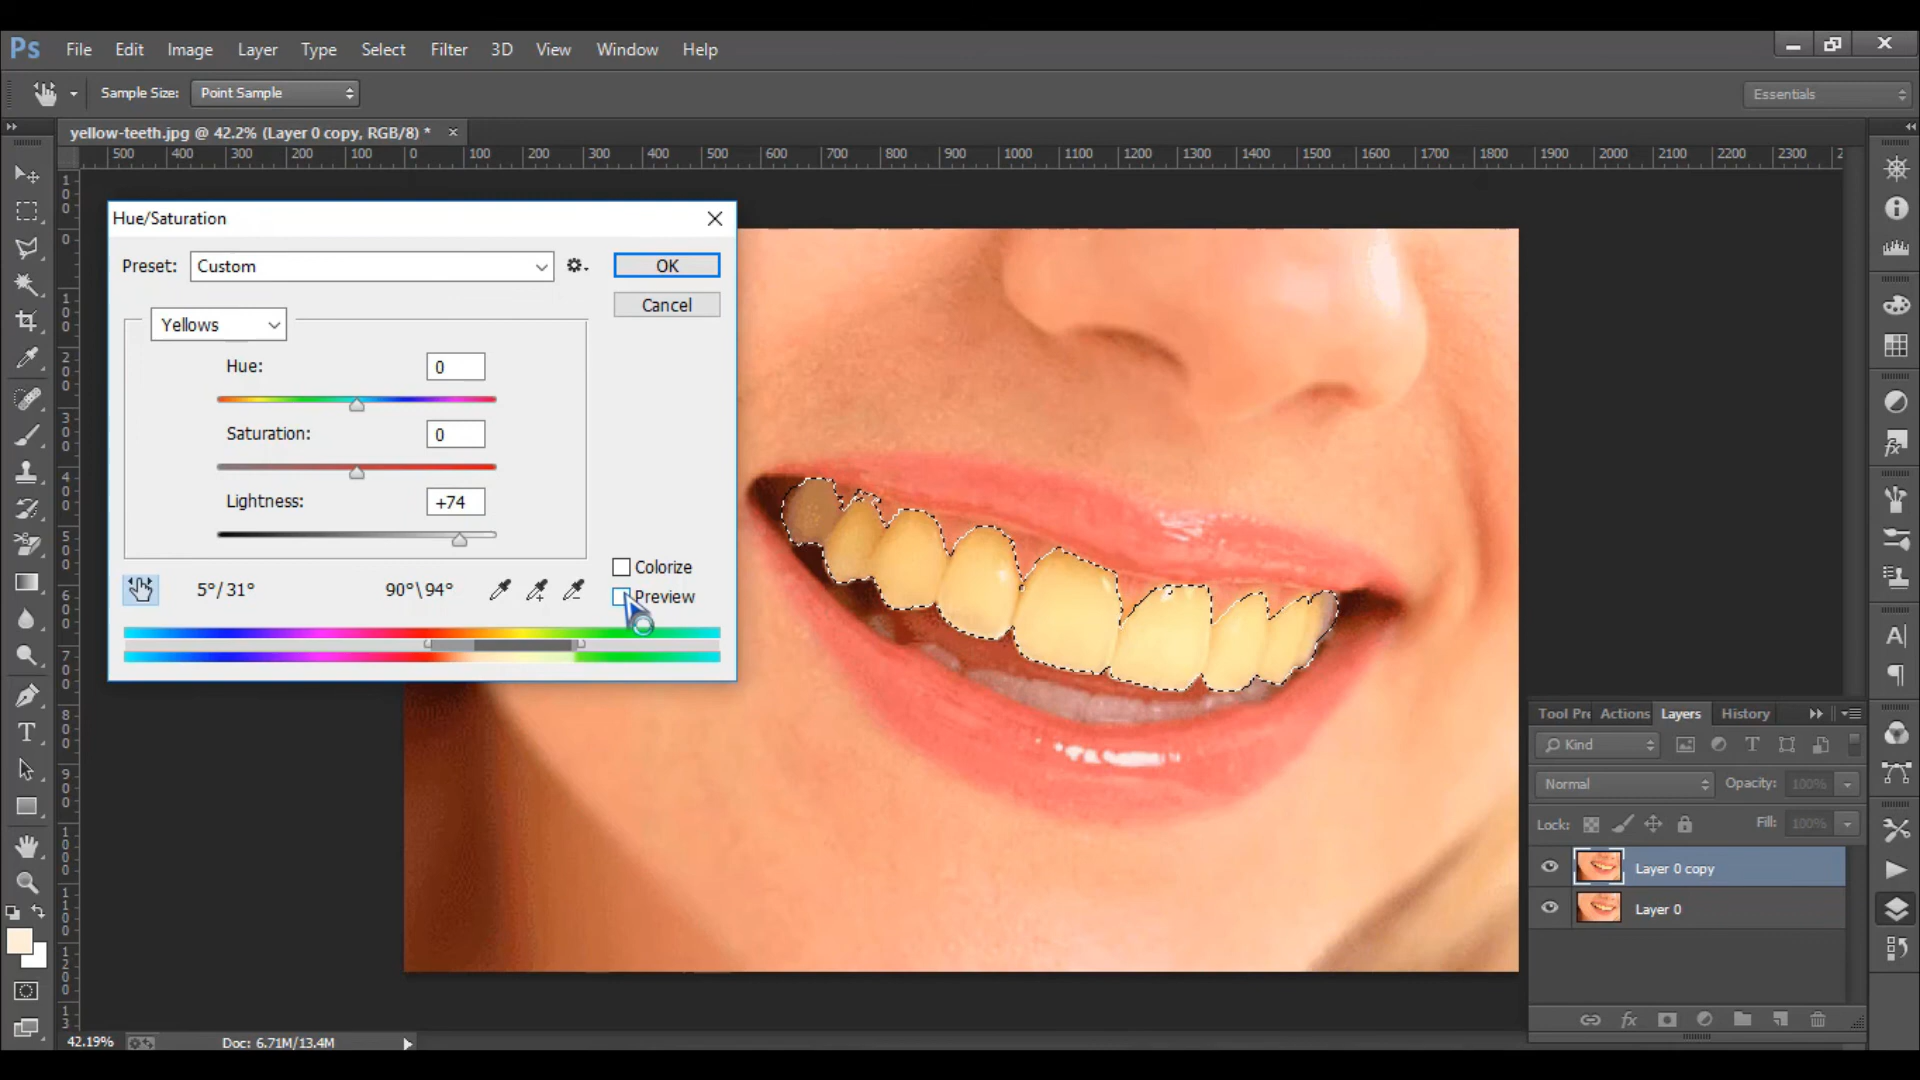 Ps File Edit Image Layer Type Select Filter 3D View Window Help
Sample Size: Point Sample
Essentials
yellow-teeth.jpg @ 42.2% (Layer 0 copy, RGB/8) *
500 400 300 200 100 0 100 200 300 400 500 600 700 800 900 1000 1100 1200 1300 1400 1500 1600 1700 1800 1900 2000 2100 2200 2300 2
Hue/Saturation
Preset: Custom
OK
Cancel
Yellows
Hue: 0
Saturation: 0
Lightness: +74
Colorize
Preview
5°/ 31° 90°\ 94°
Tool Pre Actions Layers History
Kind
Normal Opacity: 100%
Lock: Fill: 100%
Layer 0 copy
Layer 0
42.19% Doc: 6.71M/13.4M